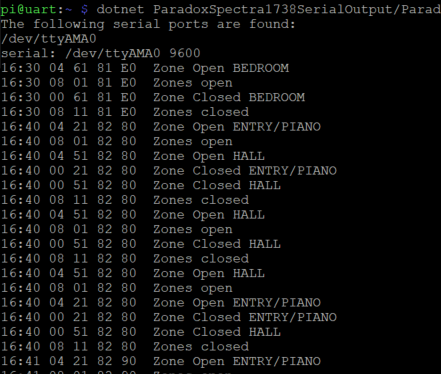 pi@uart:~ $ dotnet ParadoxSpectra1738SerialOutput/Parad
The following serial ports are found:
/dev/ttyAMA0
serial: /dev/ttyAMA0 9600
16:30 04 61 81 E0  Zone Open BEDROOM
16:30 08 01 81 E0  Zones open
16:30 00 61 81 E0  Zone Closed BEDROOM
16:30 08 11 81 E0  Zones closed
16:40 04 21 82 80  Zone Open ENTRY/PIANO
16:40 08 01 82 80  Zones open
16:40 04 51 82 80  Zone Open HALL
16:40 00 21 82 80  Zone Closed ENTRY/PIANO
16:40 00 51 82 80  Zone Closed HALL
16:40 08 11 82 80  Zones closed
16:40 04 51 82 80  Zone Open HALL
16:40 08 01 82 80  Zones open
16:40 00 51 82 80  Zone Closed HALL
16:40 08 11 82 80  Zones closed
16:40 04 51 82 80  Zone Open HALL
16:40 08 01 82 80  Zones open
16:40 04 21 82 80  Zone Open ENTRY/PIANO
16:40 00 21 82 80  Zone Closed ENTRY/PIANO
16:40 00 51 82 80  Zone Closed HALL
16:40 08 11 82 80  Zones closed
16:41 04 21 82 90  Zone Open ENTRY/PIANO
16:41 08 01 82 90  Zones open